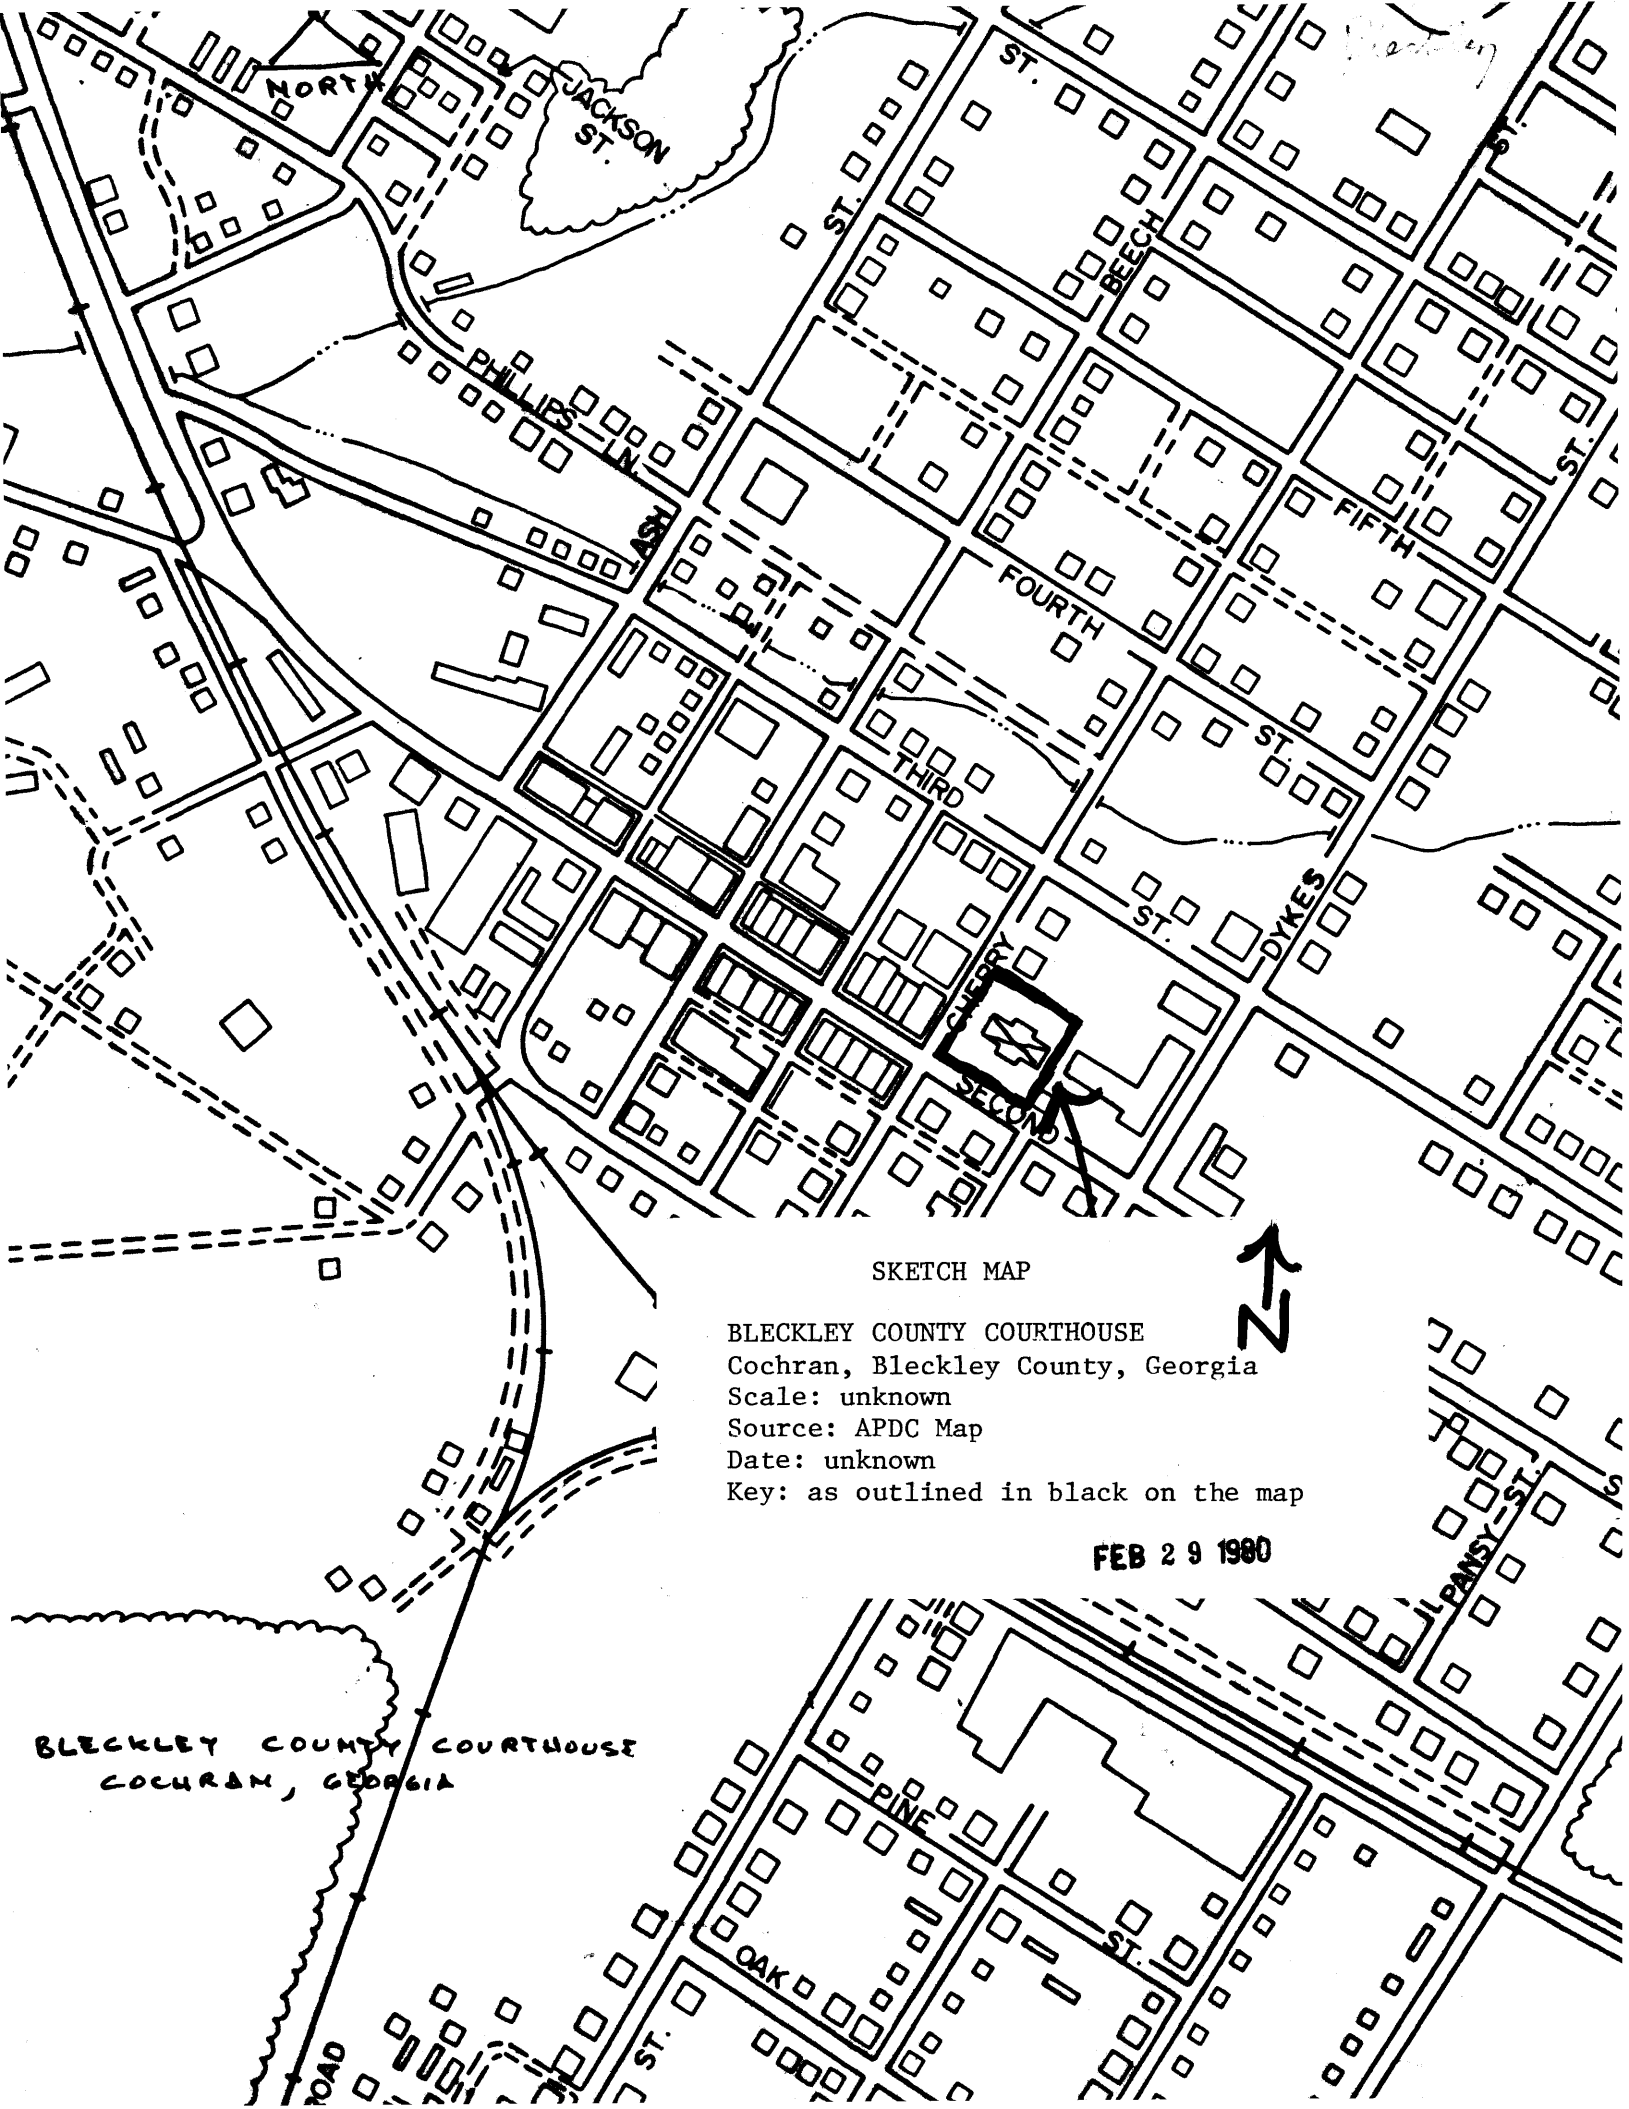 Bleckley
ST.
NORTH
JACKSON
ST.
ST.
ST.
BEECH
PHILLIPS LN.
ST.
FIFTH
ASH
FOURTH
ST.
THIRD
DYKES
ST.
CHERRY
SECOND
SKETCH MAP
N
BLECKLEY COUNTY COURTHOUSE
Cochran, Bleckley County, Georgia
Scale: unknown
Source: APDC Map
Date: unknown
Key: as outlined in black on the map
FEB 29 1980
PANSY ST.
S
BLECKLEY COUNTY COURTHOUSE
COCHRAN, GEORGIA
PINE
ST.
OAK
ST.
ROAD